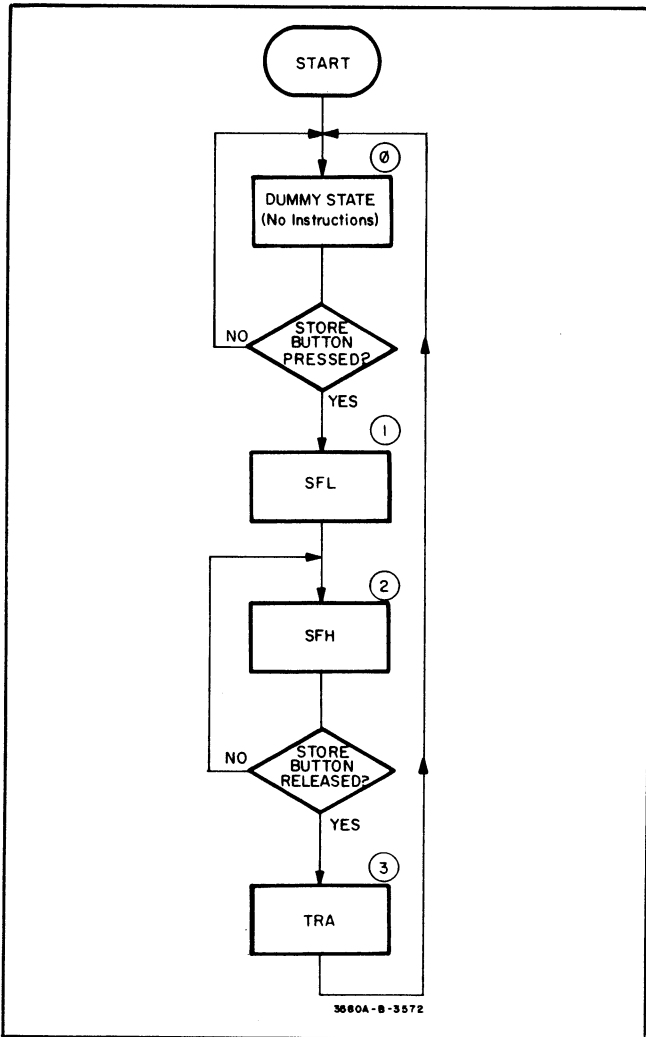 START
Ø
DUMMY STATE
(No Instructions)
STORE
BUTTON
PRESSED?
NO
YES
1
SFL
2
SFH
STORE
BUTTON
RELEASED?
NO
YES
3
TRA
3580A-B-3572